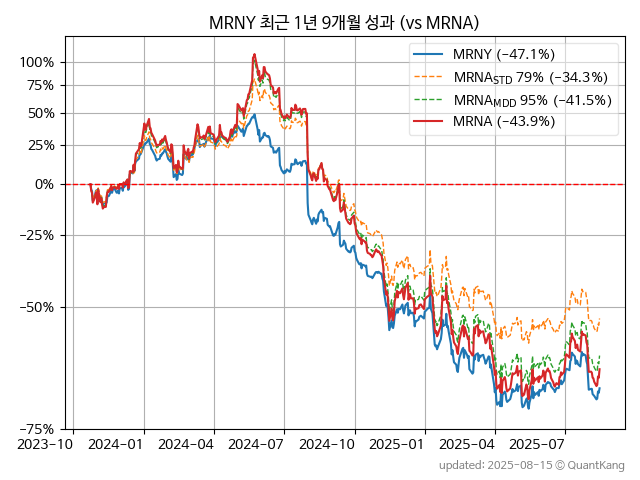 MRNY 최근 1년 9개월 성과 (vs MRNA)
MRNY (−47.1%)
MRNA_STD 79% (−34.3%)
MRNA_MDD 95% (−41.5%)
MRNA (−43.9%)
100%
75%
50%
25%
0%
−25%
−50%
−75%
2023-10 2024-01 2024-04 2024-07 2024-10 2025-01 2025-04 2025-07
updated: 2025-08-15 © QuantKang